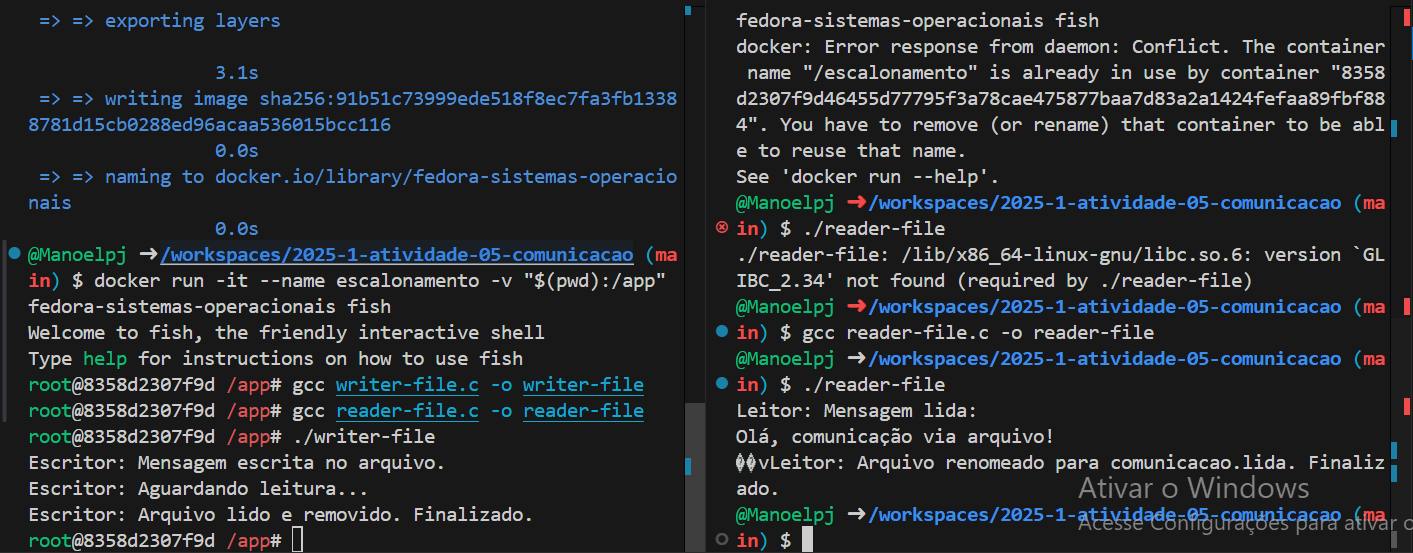 => => exporting layers
3.1s
=> => writing image sha256:91b51c73999ede518f8ec7fa3fb1338
8781d15cb0288ed96acaa536015bcc116
0.0s
=> => naming to docker.io/library/fedora-sistemas-operacio
nais
0.0s
@Manoelpj ➜/workspaces/2025-1-atividade-05-comunicacao (ma
in) $ docker run -it --name escalonamento -v "$(pwd):/app"
fedora-sistemas-operacionais fish
Welcome to fish, the friendly interactive shell
Type help for instructions on how to use fish
root@8358d2307f9d /app# gcc writer-file.c -o writer-file
root@8358d2307f9d /app# gcc reader-file.c -o reader-file
root@8358d2307f9d /app# ./writer-file
Escritor: Mensagem escrita no arquivo.
Escritor: Aguardando leitura...
Escritor: Arquivo lido e removido. Finalizado.
root@8358d2307f9d /app#
fedora-sistemas-operacionais fish
docker: Error response from daemon: Conflict. The container
name "/escalonamento" is already in use by container "8358
d2307f9d46455d77795f3a78cae475877baa7d83a2a1424fefaa89fbf88
4". You have to remove (or rename) that container to be abl
e to reuse that name.
See 'docker run --help'.
@Manoelpj ➜/workspaces/2025-1-atividade-05-comunicacao (ma
in) $ ./reader-file
./reader-file: /lib/x86_64-linux-gnu/libc.so.6: version `GL
IBC_2.34' not found (required by ./reader-file)
@Manoelpj ➜/workspaces/2025-1-atividade-05-comunicacao (ma
in) $ gcc reader-file.c -o reader-file
@Manoelpj ➜/workspaces/2025-1-atividade-05-comunicacao (ma
in) $ ./reader-file
Leitor: Mensagem lida:
Olá, comunicação via arquivo!
��vLeitor: Arquivo renomeado para comunicacao.lida. Finaliz
ado.
@Manoelpj ➜/workspaces/2025-1-atividade-05-comunicacao (ma
in) $
Ativar o Windows
Acesse Configurações para ativar o